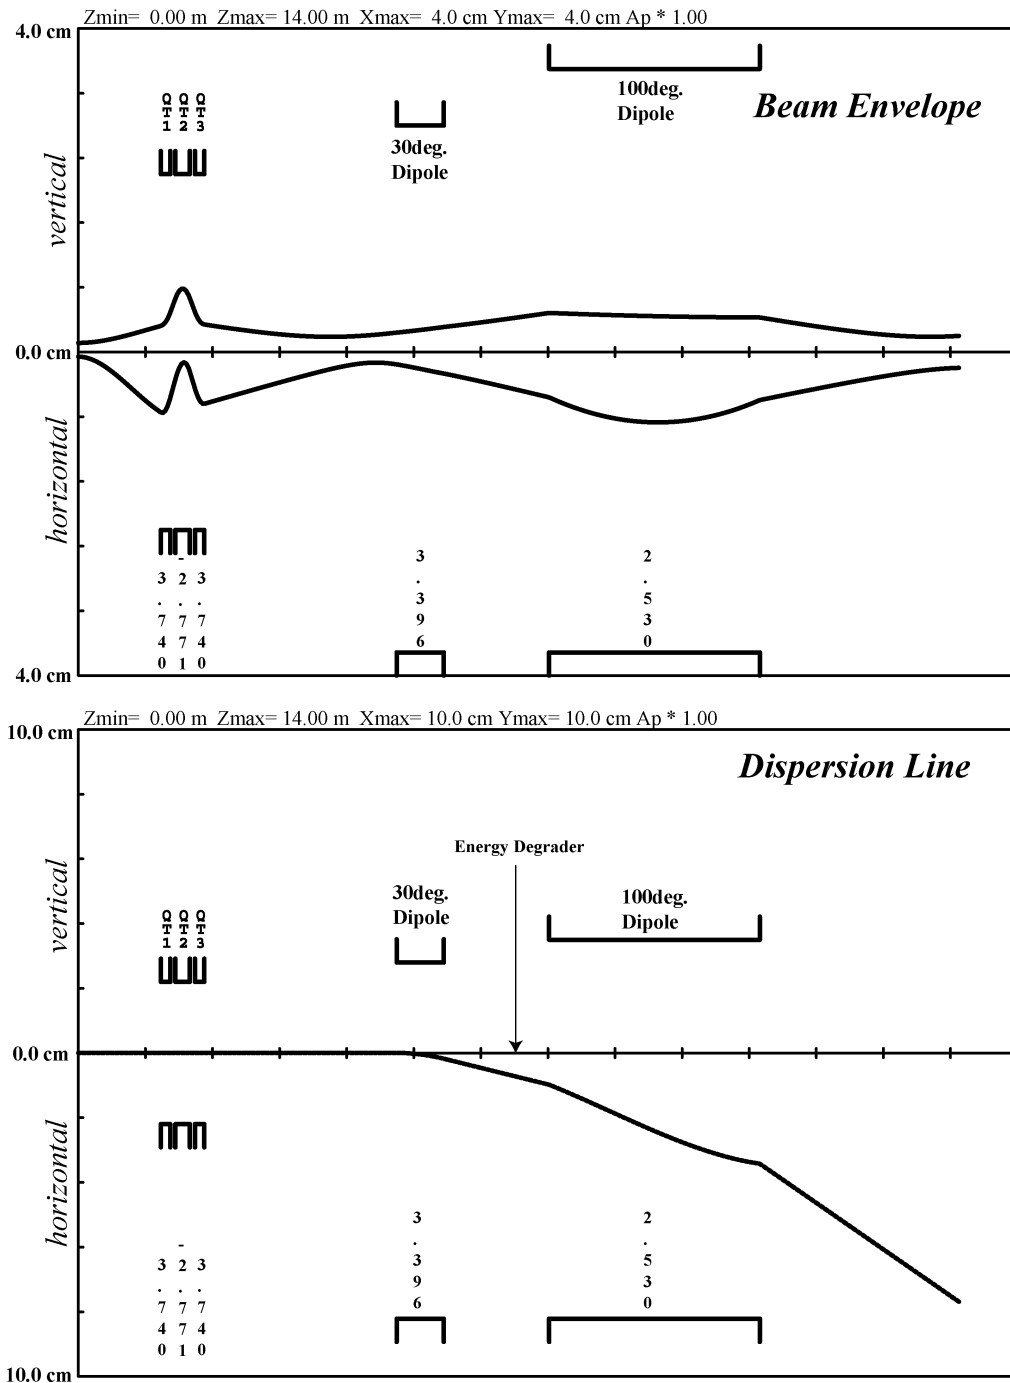 Zmin= 0.00 m Zmax= 14.00 m Xmax= 4.0 cm Ymax= 4.0 cm Ap * 1.00
4.0 cm
QT1 QT2 QT3
100deg.
Dipole
Beam Envelope
30deg.
Dipole
vertical
0.0 cm
horizontal
3.740 -2.771 3.740 3.396 2.530
4.0 cm
Zmin= 0.00 m Zmax= 14.00 m Xmax= 10.0 cm Ymax= 10.0 cm Ap * 1.00
10.0 cm
Dispersion Line
Energy Degrader
vertical
QT1 QT2 QT3
30deg.
Dipole
100deg.
Dipole
0.0 cm
horizontal
3.740 -2.771 3.740 3.396 2.530
10.0 cm